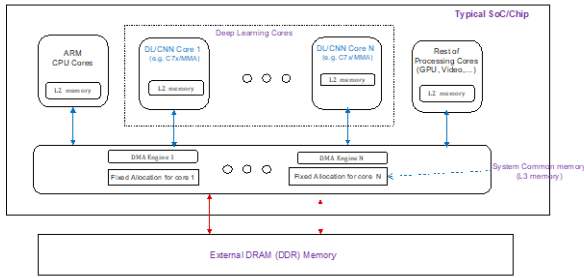 Typical SoC/Chip
Deep Learning Cores
ARM
CPU Cores
L2 memory
DL/CNN Core 1
(e.g. C7x/MMA)
L2 memory
DL/CNN Core N
(e.g. C7x/MMA)
L2 memory
Rest of
Processing Cores
(GPU, Video,...)
L2 memory
DMA Engine 1
Fixed Allocation for core 1
DMA Engine N
Fixed Allocation for core N
System Common memory
(L3 memory)
External DRAM (DDR) Memory